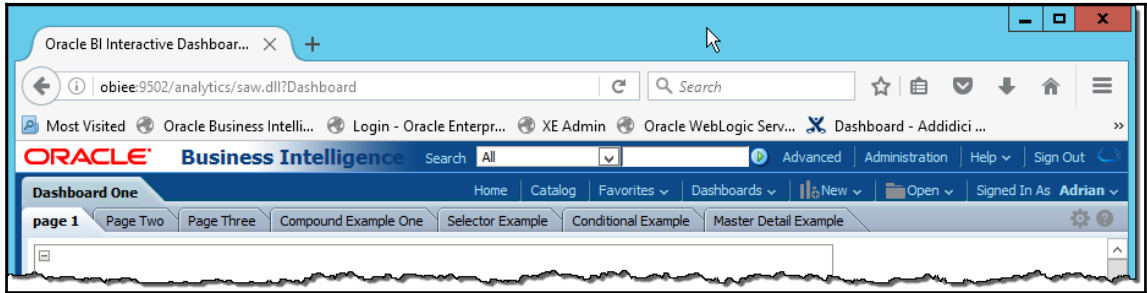 Oracle BI Interactive Dashboar...
obiee:9502/analytics/saw.dll?Dashboard Search
Most Visited Oracle Business Intelli... Login - Oracle Enterpr... XE Admin Oracle WebLogic Serv... Dashboard - Addidici ... »
ORACLE Business Intelligence Search All Advanced Administration Help Sign Out
Dashboard One Home Catalog Favorites Dashboards New Open Signed In As Adrian
page 1 Page Two Page Three Compound Example One Selector Example Conditional Example Master Detail Example